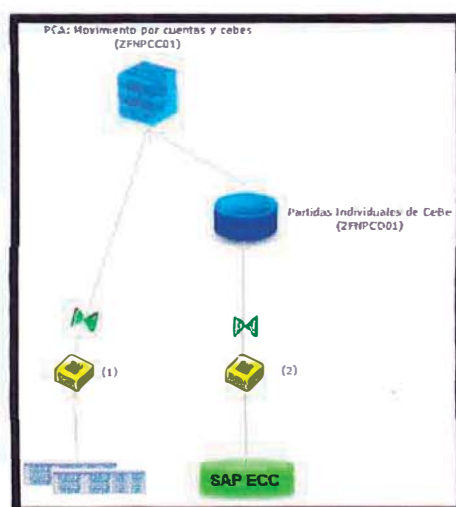 PCA: Movimiento por cuentas y cebes
(ZFNPCC01)
Partidas Individuales de CeBe
(ZFNPCO01)
(1)
(2)
SAP ECC